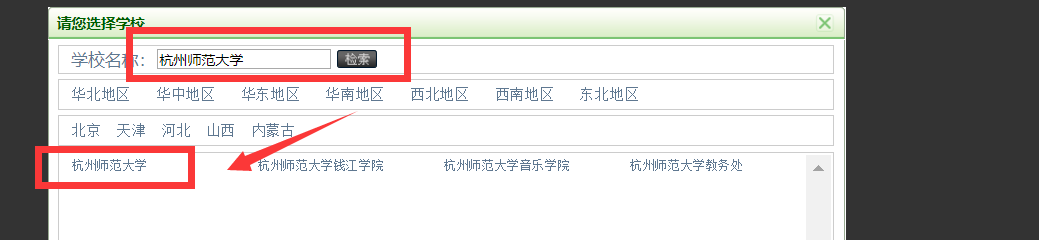 请您选择学校
学校名称： 杭州师范大学 检索
华北地区 华中地区 华东地区 华南地区 西北地区 西南地区 东北地区
北京 天津 河北 山西 内蒙古
杭州师范大学 杭州师范大学钱江学院 杭州师范大学音乐学院 杭州师范大学教务处